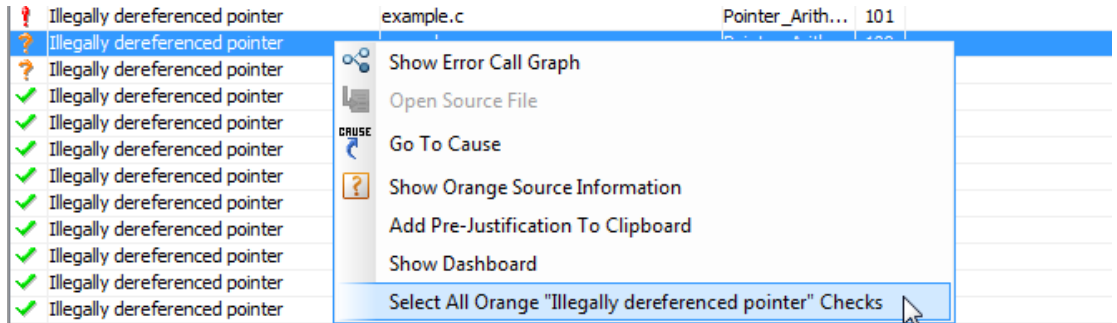 Illegally dereferenced pointer example.c Pointer_Arith... 101
Illegally dereferenced pointer
Illegally dereferenced pointer
Illegally dereferenced pointer
Illegally dereferenced pointer
Illegally dereferenced pointer
Illegally dereferenced pointer
Illegally dereferenced pointer
Illegally dereferenced pointer
Illegally dereferenced pointer
Illegally dereferenced pointer
Illegally dereferenced pointer
Show Error Call Graph
Open Source File
CAUSE Go To Cause
Show Orange Source Information
Add Pre-Justification To Clipboard
Show Dashboard
Select All Orange "Illegally dereferenced pointer" Checks